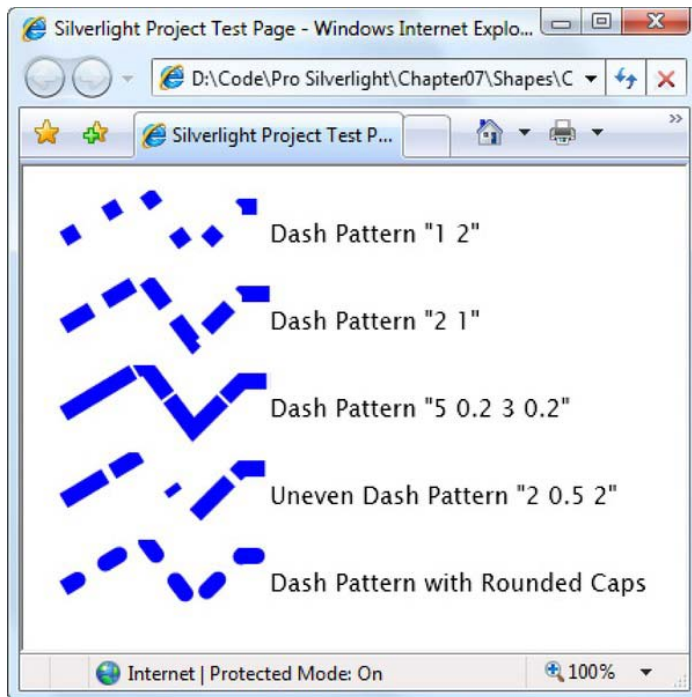 Silverlight Project Test Page - Windows Internet Explo...
D:\Code\Pro Silverlight\Chapter07\Shapes\C
Silverlight Project Test P...
Dash Pattern "1 2"
Dash Pattern "2 1"
Dash Pattern "5 0.2 3 0.2"
Uneven Dash Pattern "2 0.5 2"
Dash Pattern with Rounded Caps
Internet | Protected Mode: On
100%